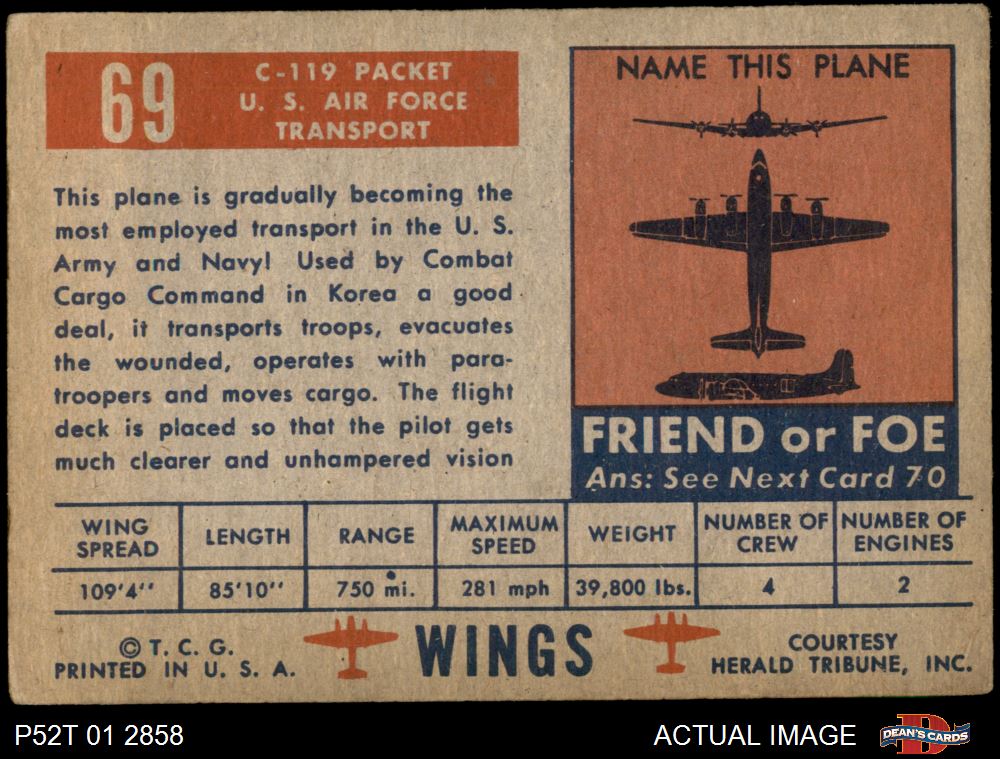 69
C-119 PACKET
U. S. AIR FORCE
TRANSPORT
This plane is gradually becoming the
most employed transport in the U. S.
Army and Navy! Used by Combat
Cargo Command in Korea a good
deal, it transports troops, evacuates
the wounded, operates with para-
troopers and moves cargo. The flight
deck is placed so that the pilot gets
much clearer and unhampered vision
NAME THIS PLANE
FRIEND or FOE
Ans: See Next Card 70
WING SPREAD LENGTH RANGE MAXIMUM SPEED WEIGHT NUMBER OF CREW NUMBER OF ENGINES
109'4'' 85'10'' 750 mi. 281 mph 39,800 lbs. 4 2
© T. C. G.
PRINTED IN U. S. A.
WINGS
COURTESY
HERALD TRIBUNE, INC.
P52T 01 2858
ACTUAL IMAGE
D
DEAN'S CARDS